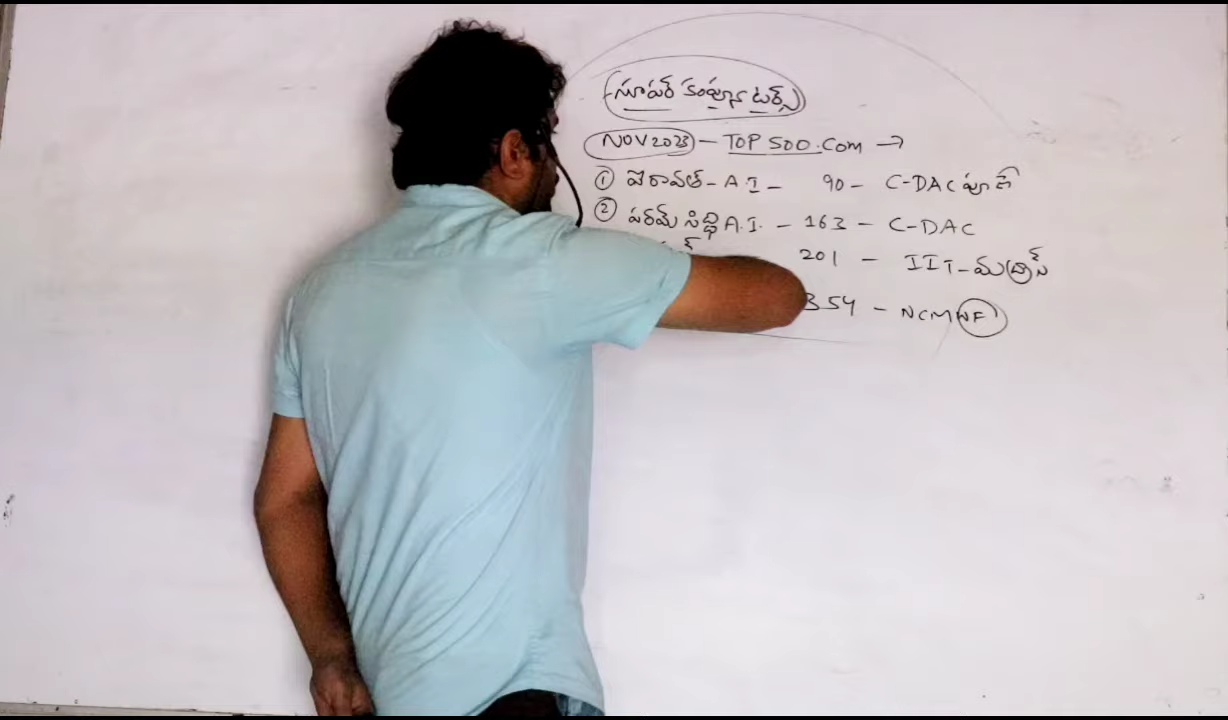 సూపర్ కంప్యూటర్స్
NOV 2023 - TOP 500.Com →
① ఐరావత్ - A.I - 90 - C-DAC పూణే
② పరమ్ సిద్ధి A.I. - 163 - C-DAC
201 - IIT - మద్రాస్
354 - NCMWF